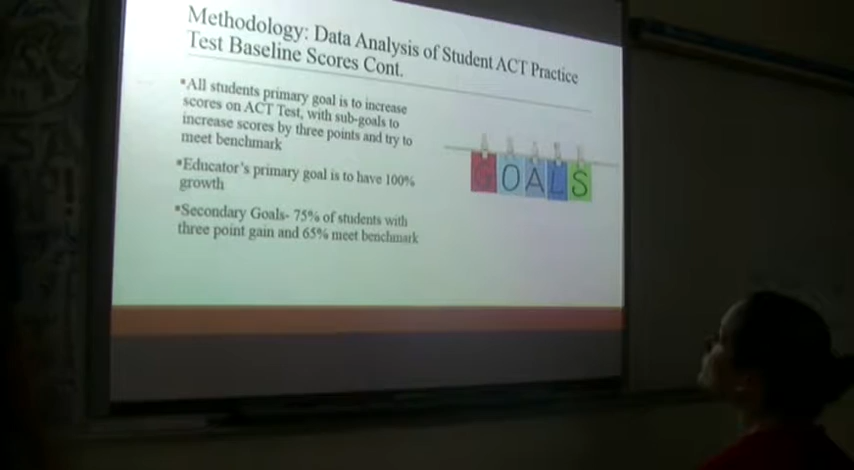 Methodology: Data Analysis of Student ACT Practice
Test Baseline Scores Cont.
▪All students primary goal is to increase
scores on ACT Test, with sub-goals to
increase scores by three points and try to
meet benchmark
▪Educator's primary goal is to have 100%
growth
▪Secondary Goals- 75% of students with
three point gain and 65% meet benchmark
GOALS